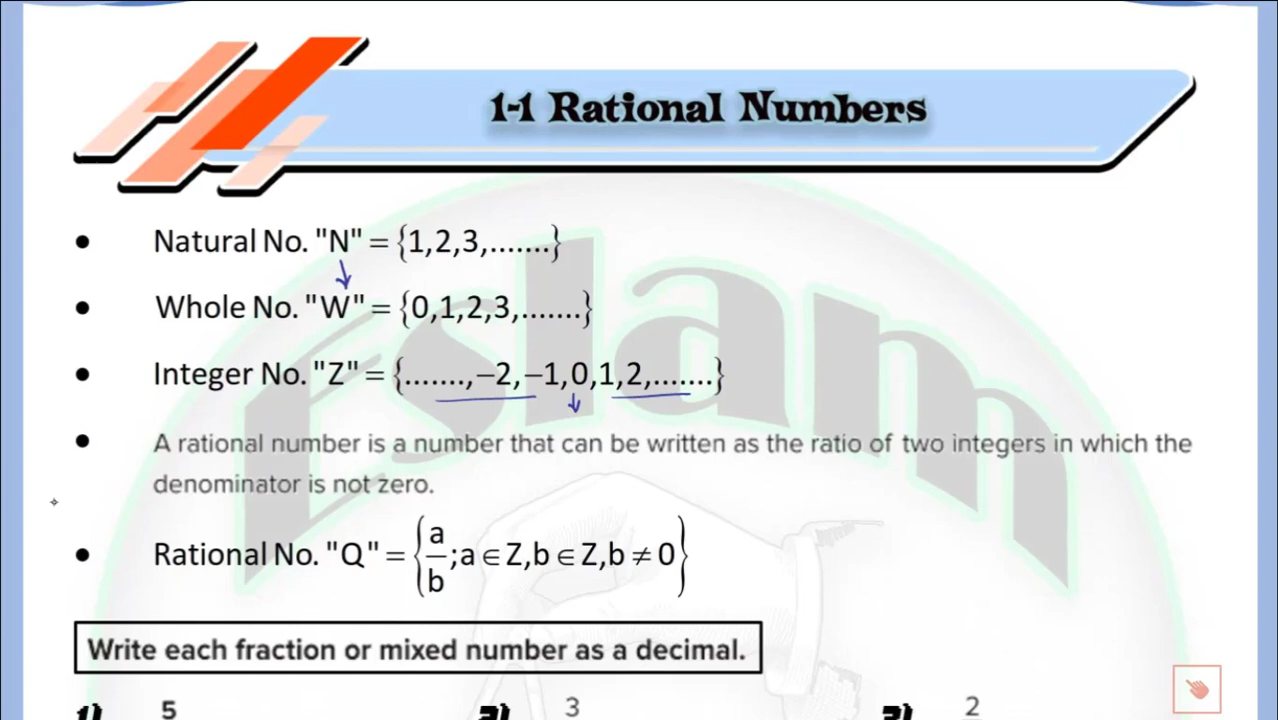 1-1 Rational Numbers
• Natural No. "N" = {1,2,3,.......}
• Whole No. "W" = {0,1,2,3,.......}
• Integer No. "Z" = {.......,−2,−1,0,1,2,.......}
• A rational number is a number that can be written as the ratio of two integers in which the
denominator is not zero.
• Rational No. "Q" = {a/b;a∈Z,b∈Z,b≠0}
Write each fraction or mixed number as a decimal.
1) 5 2) 3 3) 2
Eslam